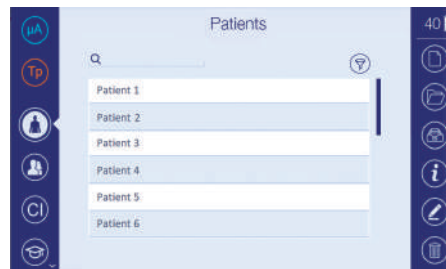 µA
Patients
40
Tp
Patient 1
Patient 2
Patient 3
Patient 4
Patient 5
Patient 6
CI
i